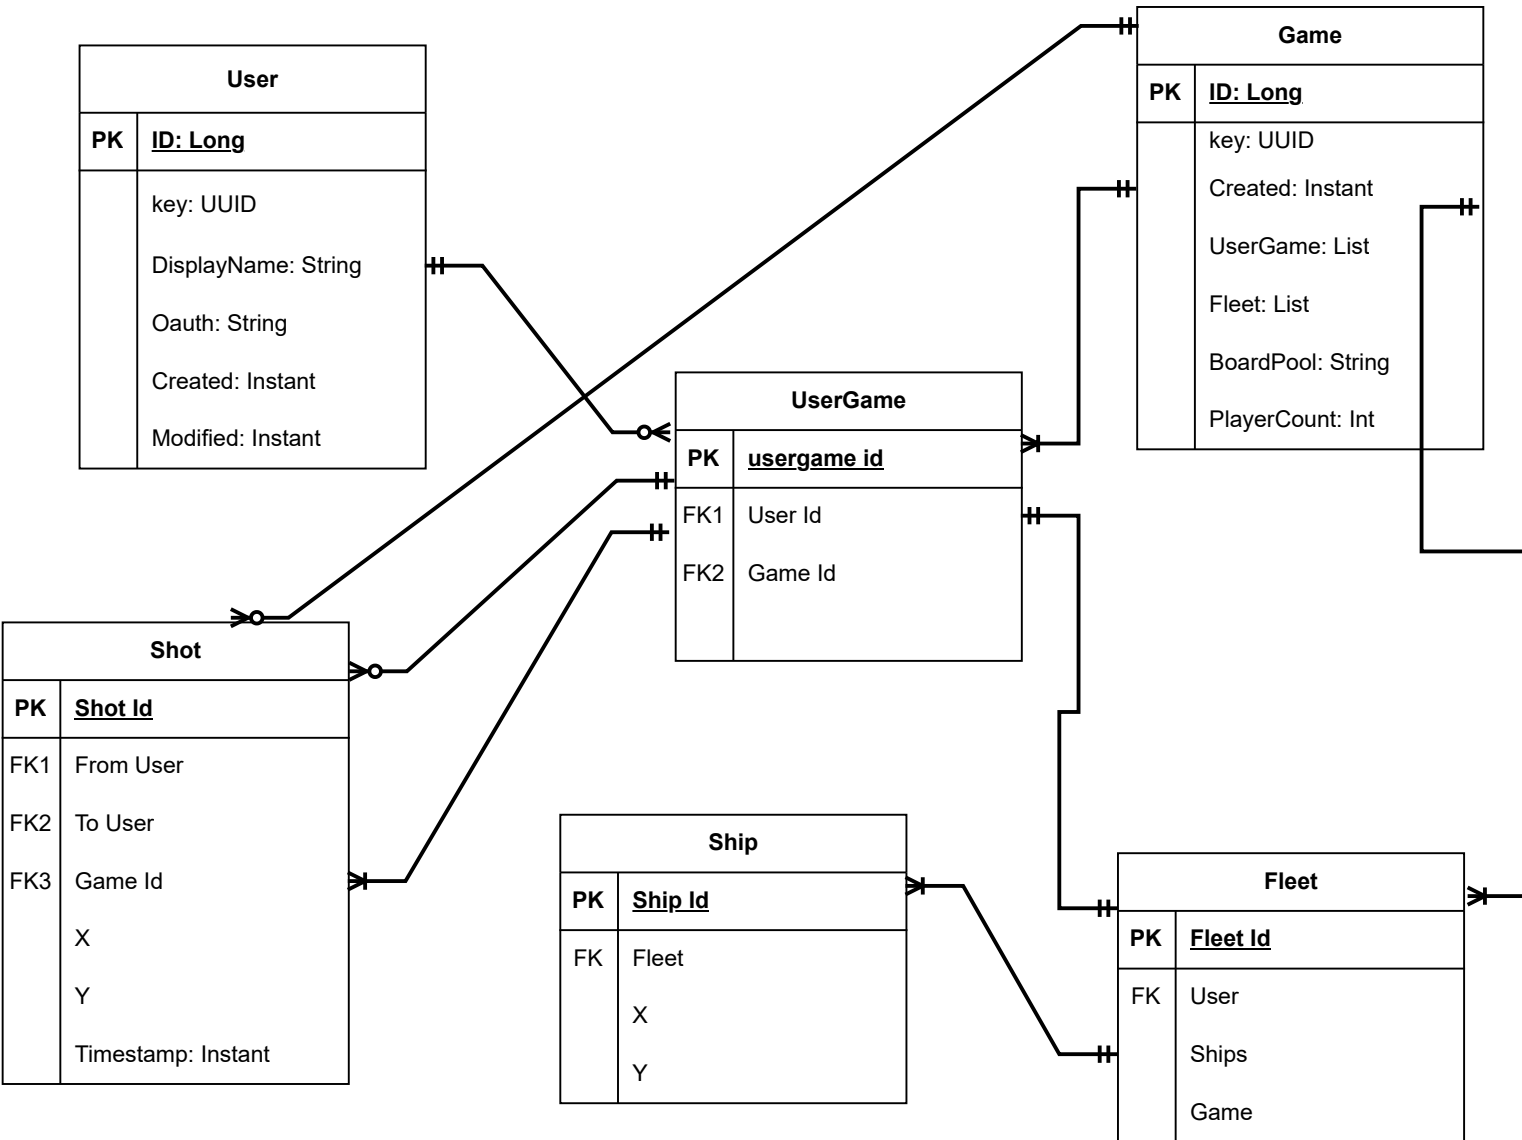 User
PK ID: Long
key: UUID
DisplayName: String
Oauth: String
Created: Instant
Modified: Instant
Game
PK ID: Long
key: UUID
Created: Instant
UserGame: List
Fleet: List
BoardPool: String
PlayerCount: Int
UserGame
PK usergame id
FK1 User Id
FK2 Game Id
Shot
PK Shot Id
FK1 From User
FK2 To User
FK3 Game Id
X
Y
Timestamp: Instant
Ship
PK Ship Id
FK Fleet
X
Y
Fleet
PK Fleet Id
FK User
Ships
Game